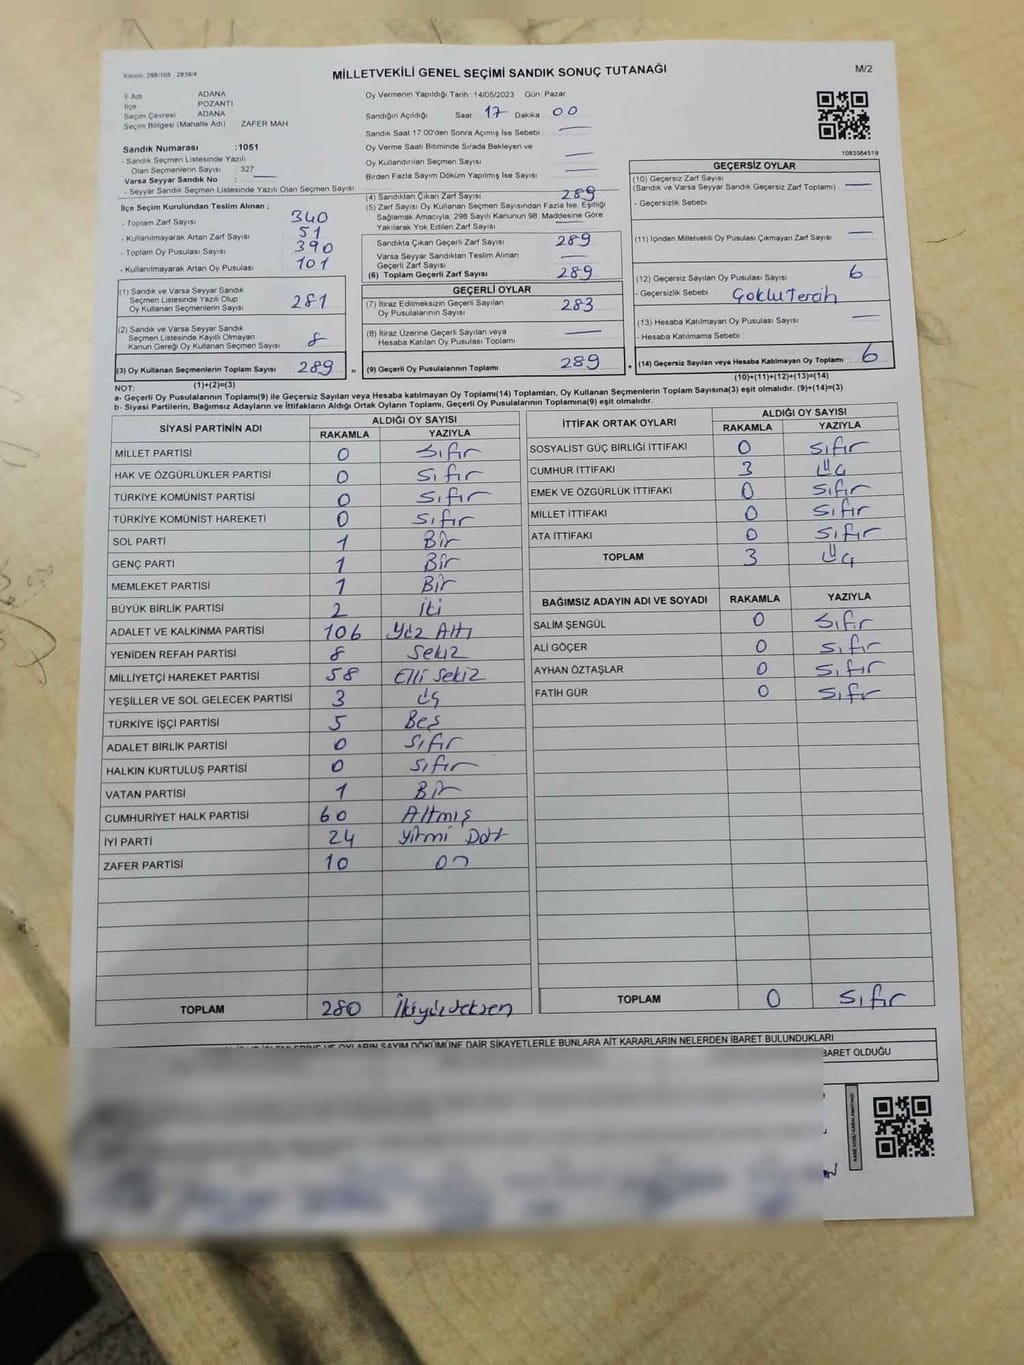 Kanun: 298/105 2839/4
MİLLETVEKİLİ GENEL SEÇİMİ SANDIK SONUÇ TUTANAĞI
M/2
İl Adı ADANA
İlçe POZANTI
Seçim Çevresi ADANA
Seçim Bölgesi (Mahalle Adı) ZAFER MAH
Sandık Numarası :1051
- Sandık Seçmen Listesinde Yazılı
Olan Seçmenlerin Sayısı : 327
Varsa Seyyar Sandık No : —
- Seyyar Sandık Seçmen Listesinde Yazılı Olan Seçmen Sayısı
Oy Vermenin Yapıldığı Tarih :14/05/2023 Gün: Pazar
Sandığın Açıldığı Saat 17 Dakika 00
Sandık Saat 17.00'den Sonra Açımış İse Sebebi : —
Oy Verme Saati Bitiminde Sırada Bekleyen ve
Oy Kullandırılan Seçmen Sayısı —
Birden Fazla Sayım Döküm Yapılmış İse Sayısı —
1083564519
İlçe Seçim Kurulundan Teslim Alınan ;
- Toplam Zarf Sayısı 340
- Kullanılmayarak Artan Zarf Sayısı 51
- Toplam Oy Pusulası Sayısı 390
- Kullanılmayarak Artan Oy Pusulası 101
(1) Sandık ve Varsa Seyyar Sandık
Seçmen Listesinde Yazılı Olup
Oy Kullanan Seçmenlerin Sayısı 281
(2) Sandık ve Varsa Seyyar Sandık
Seçmen Listesinde Kayıtlı Olmayan
Kanun Gereği Oy Kullanan Seçmen Sayısı 8
(3) Oy Kullanan Seçmenlerin Toplam Sayısı 289 =
(1)+(2)=(3)
(4) Sandıktan Çıkan Zarf Sayısı 289
(5) Zarf Sayısı Oy Kullanan Seçmen Sayısından Fazla İse, Eşitliği
Sağlamak Amacıyla, 298 Sayılı Kanunun 98. Maddesine Göre
Yakılarak Yok Edilen Zarf Sayısı —
Sandıkta Çıkan Geçerli Zarf Sayısı 289
Varsa Seyyar Sandıktan Teslim Alınan
Geçerli Zarf Sayısı —
(6) Toplam Geçerli Zarf Sayısı 289
GEÇERLİ OYLAR
(7) İtiraz Edilmeksizin Geçerli Sayılan
Oy Pusulalarının Sayısı 283
(8) İtiraz Üzerine Geçerli Sayılan veya
Hesaba Katılan Oy Pusulası Toplamı —
(9) Geçerli Oy Pusulalarının Toplamı 289 +
GEÇERSİZ OYLAR
(10) Geçersiz Zarf Sayısı
(Sandık ve Varsa Seyyar Sandık Geçersiz Zarf Toplamı) —
- Geçersizlik Sebebi
(11) İçinden Milletvekili Oy Pusulası Çıkmayan Zarf Sayısı —
(12) Geçersiz Sayılan Oy Pusulası Sayısı 6
- Geçersizlik Sebebi Çoklu Tercih
(13) Hesaba Katılmayan Oy Pusulası Sayısı —
- Hesaba Katılmama Sebebi
(14) Geçersiz Sayılan veya Hesaba Katılmayan Oy Toplamı 6
(10)+(11)+(12)+(13)=(14)
NOT:
a- Geçerli Oy Pusulalarının Toplamı(9) ile Geçersiz Sayılan veya Hesaba katılmayan Oy Toplamı(14) Toplamları, Oy Kullanan Seçmenlerin Toplam Sayısına(3) eşit olmalıdır. (9)+(14)=(3)
b- Siyasi Partilerin, Bağımsız Adayların ve İttifakların Aldığı Ortak Oyların Toplamı, Geçerli Oy Pusulalarının Toplamına(9) eşit olmalıdır.
SİYASİ PARTİNİN ADI ALDIĞI OY SAYISI
RAKAMLA YAZIYLA
MİLLET PARTİSİ 0 Sıfır
HAK VE ÖZGÜRLÜKLER PARTİSİ 0 Sıfır
TÜRKİYE KOMÜNİST PARTİSİ 0 Sıfır
TÜRKİYE KOMÜNİST HAREKETİ 0 Sıfır
SOL PARTİ 1 Bir
GENÇ PARTİ 1 Bir
MEMLEKET PARTİSİ 1 Bir
BÜYÜK BİRLİK PARTİSİ 2 İki
ADALET VE KALKINMA PARTİSİ 106 Yüz Altı
YENİDEN REFAH PARTİSİ 8 Sekiz
MİLLİYETÇİ HAREKET PARTİSİ 58 Elli Sekiz
YEŞİLLER VE SOL GELECEK PARTİSİ 3 Üç
TÜRKİYE İŞÇİ PARTİSİ 5 Beş
ADALET BİRLİK PARTİSİ 0 Sıfır
HALKIN KURTULUŞ PARTİSİ 0 Sıfır
VATAN PARTİSİ 1 Bir
CUMHURİYET HALK PARTİSİ 60 Altmış
İYİ PARTİ 24 Yirmi Dört
ZAFER PARTİSİ 10 on
TOPLAM 280 İkiyüzseksen
İTTİFAK ORTAK OYLARI ALDIĞI OY SAYISI
RAKAMLA YAZIYLA
SOSYALİST GÜÇ BİRLİĞİ İTTİFAKI 0 Sıfır
CUMHUR İTTİFAKI 3 Üç
EMEK VE ÖZGÜRLÜK İTTİFAKI 0 Sıfır
MİLLET İTTİFAKI 0 Sıfır
ATA İTTİFAKI 0 Sıfır
TOPLAM 3 Üç
BAĞIMSIZ ADAYIN ADI VE SOYADI RAKAMLA YAZIYLA
SALİM ŞENGÜL 0 Sıfır
ALİ GÖÇER 0 Sıfır
AYHAN ÖZTAŞLAR 0 Sıfır
FATİH GÜR 0 Sıfır
TOPLAM 0 Sıfır
OYLARIN SAYIM DÖKÜMÜNE DAİR ŞİKAYETLERLE BUNLARA AİT KARARLARIN NELERDEN İBARET BULUNDUKLARI
BARET OLDUĞU